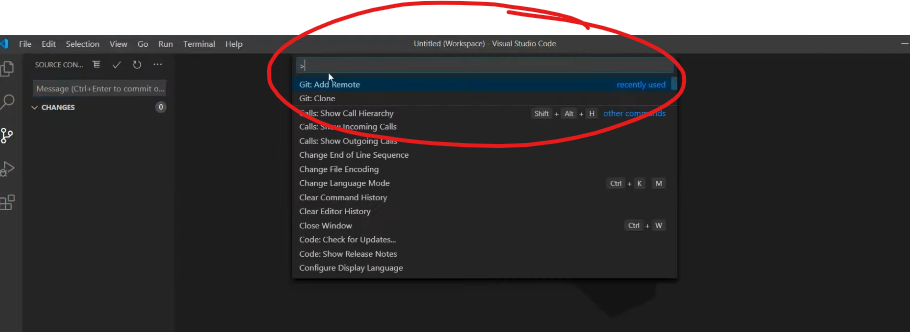 File Edit Selection View Go Run Terminal Help Untitled (Workspace) - Visual Studio Code
SOURCE CON...
Message (Ctrl+Enter to commit o...
CHANGES 0
>
Git: Add Remote recently used
Git: Clone
Calls: Show Call Hierarchy Shift + Alt + H other commands
Calls: Show Incoming Calls
Calls: Show Outgoing Calls
Change End of Line Sequence
Change File Encoding
Change Language Mode Ctrl + K M
Clear Command History
Clear Editor History
Close Window Ctrl + W
Code: Check for Updates...
Code: Show Release Notes
Configure Display Language